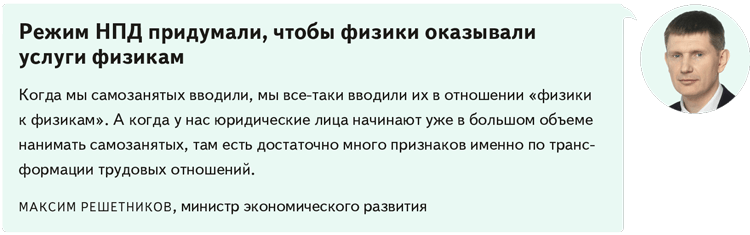 Режим НПД придумали, чтобы физики оказывали
услуги физикам
Когда мы самозанятых вводили, мы все-таки вводили их в отношении «физики
к физикам». А когда у нас юридические лица начинают уже в большом объеме
нанимать самозанятых, там есть достаточно много признаков именно по транс-
формации трудовых отношений.
МАКСИМ РЕШЕТНИКОВ, министр экономического развития